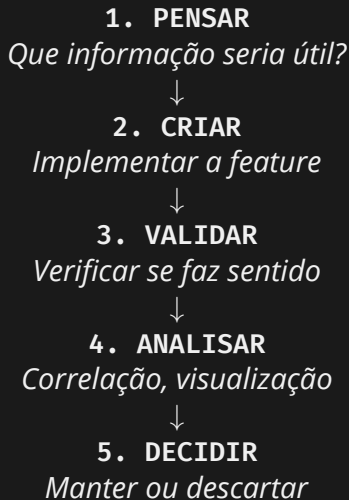 1. PENSAR
Que informação seria útil?
↓
2. CRIAR
Implementar a feature
↓
3. VALIDAR
Verificar se faz sentido
↓
4. ANALISAR
Correlação, visualização
↓
5. DECIDIR
Manter ou descartar